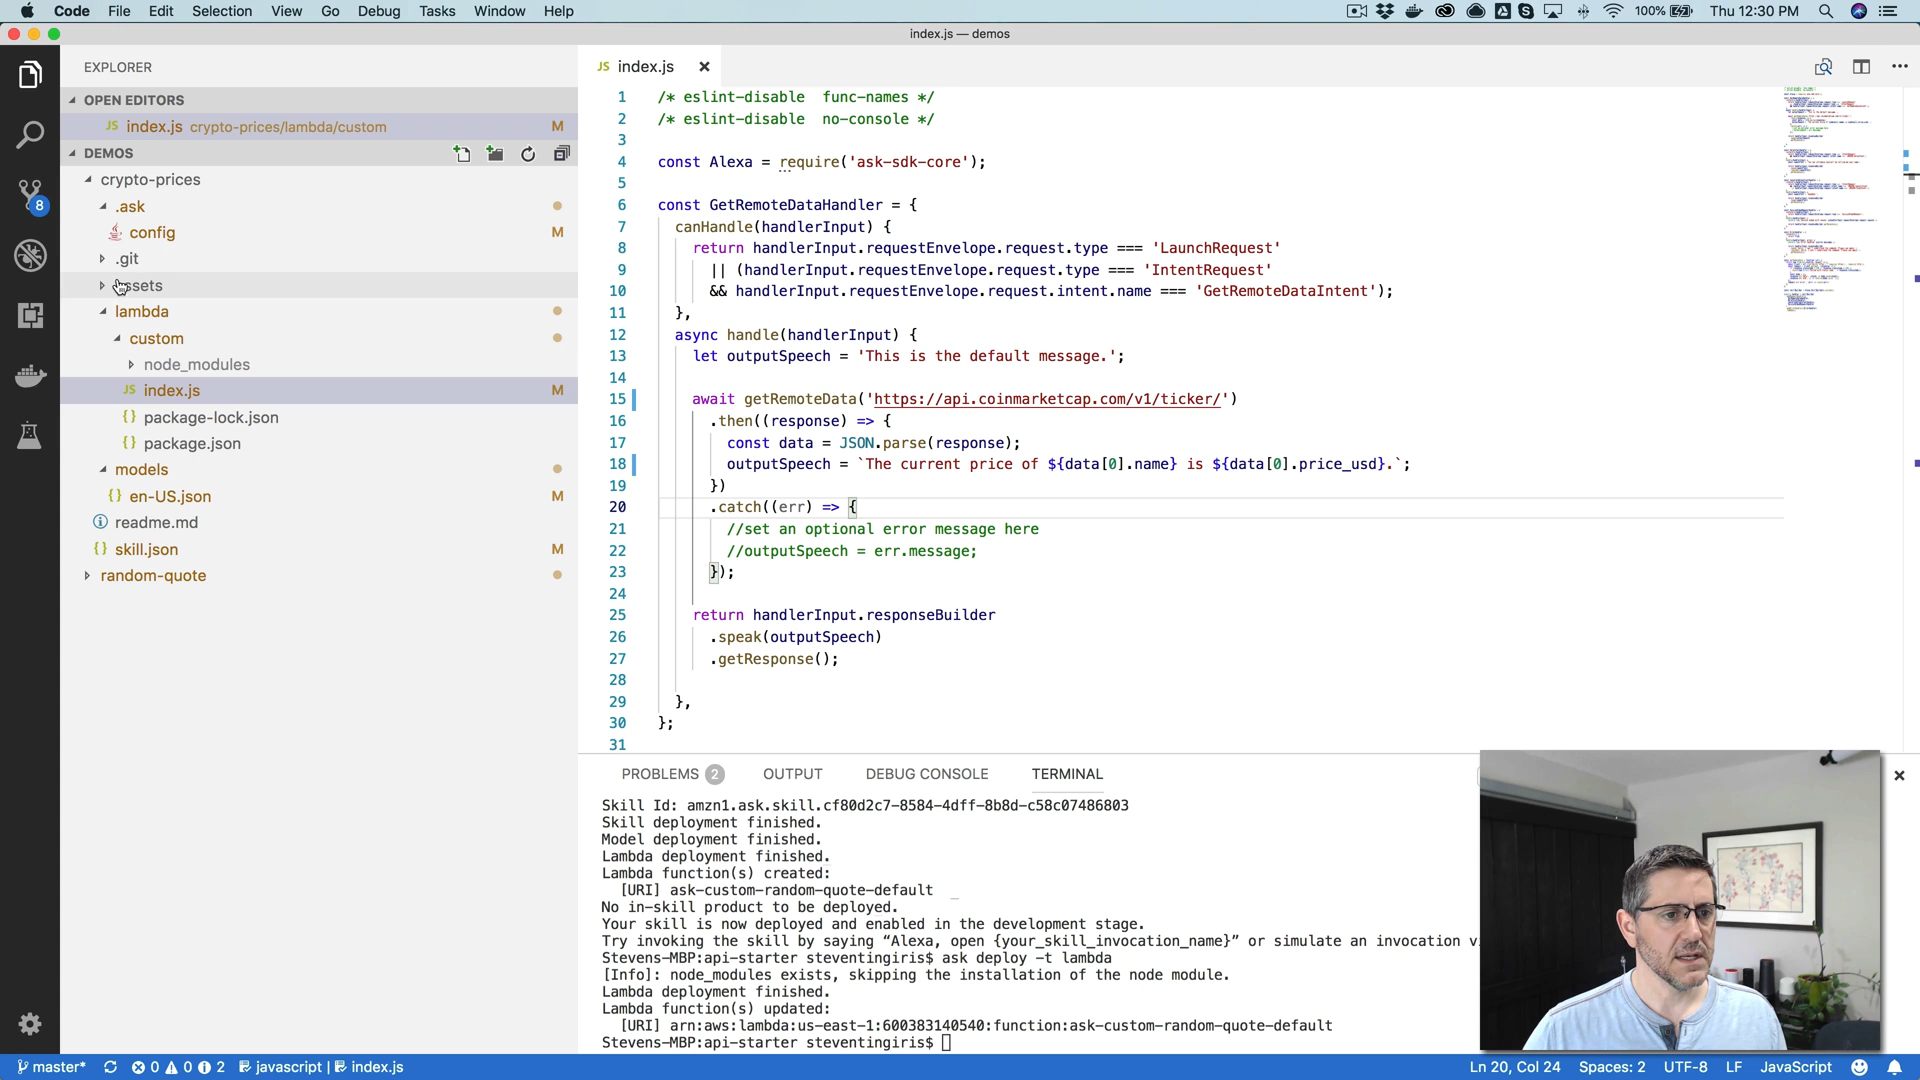 Code File Edit Selection View Go Debug Tasks Window Help
100% Thu 12:30 PM
index.js — demos
EXPLORER
OPEN EDITORS
JS index.js crypto-prices/lambda/custom M
DEMOS
crypto-prices
.ask
config M
.git
ssets
lambda
custom
node_modules
JS index.js M
{} package-lock.json
{} package.json
models
{} en-US.json M
readme.md
{} skill.json M
random-quote
8
JS index.js
1 /* eslint-disable  func-names */
2 /* eslint-disable  no-console */
3
4 const Alexa = require('ask-sdk-core');
5
6 const GetRemoteDataHandler = {
7 canHandle(handlerInput) {
8 return handlerInput.requestEnvelope.request.type === 'LaunchRequest'
9 || (handlerInput.requestEnvelope.request.type === 'IntentRequest'
10 && handlerInput.requestEnvelope.request.intent.name === 'GetRemoteDataIntent');
11 },
12 async handle(handlerInput) {
13 let outputSpeech = 'This is the default message.';
14
15 await getRemoteData('https://api.coinmarketcap.com/v1/ticker/')
16 .then((response) => {
17 const data = JSON.parse(response);
18 outputSpeech = `The current price of ${data[0].name} is ${data[0].price_usd}.`;
19 })
20 .catch((err) => {
21 //set an optional error message here
22 //outputSpeech = err.message;
23 });
24
25 return handlerInput.responseBuilder
26 .speak(outputSpeech)
27 .getResponse();
28
29 },
30 };
31
PROBLEMS 2 OUTPUT DEBUG CONSOLE TERMINAL
Skill Id: amzn1.ask.skill.cf80d2c7-8584-4dff-8b8d-c58c07486803
Skill deployment finished.
Model deployment finished.
Lambda deployment finished.
Lambda function(s) created:
[URI] ask-custom-random-quote-default
No in-skill product to be deployed.
Your skill is now deployed and enabled in the development stage.
Try invoking the skill by saying “Alexa, open {your_skill_invocation_name}” or simulate an invocation v
Stevens-MBP:api-starter steventingiris$ ask deploy -t lambda
[Info]: node_modules exists, skipping the installation of the node module.
Lambda deployment finished.
Lambda function(s) updated:
[URI] arn:aws:lambda:us-east-1:600383140540:function:ask-custom-random-quote-default
Stevens-MBP:api-starter steventingiris$
master* 0 0 2 javascript | index.js Ln 20, Col 24 Spaces: 2 UTF-8 LF JavaScript